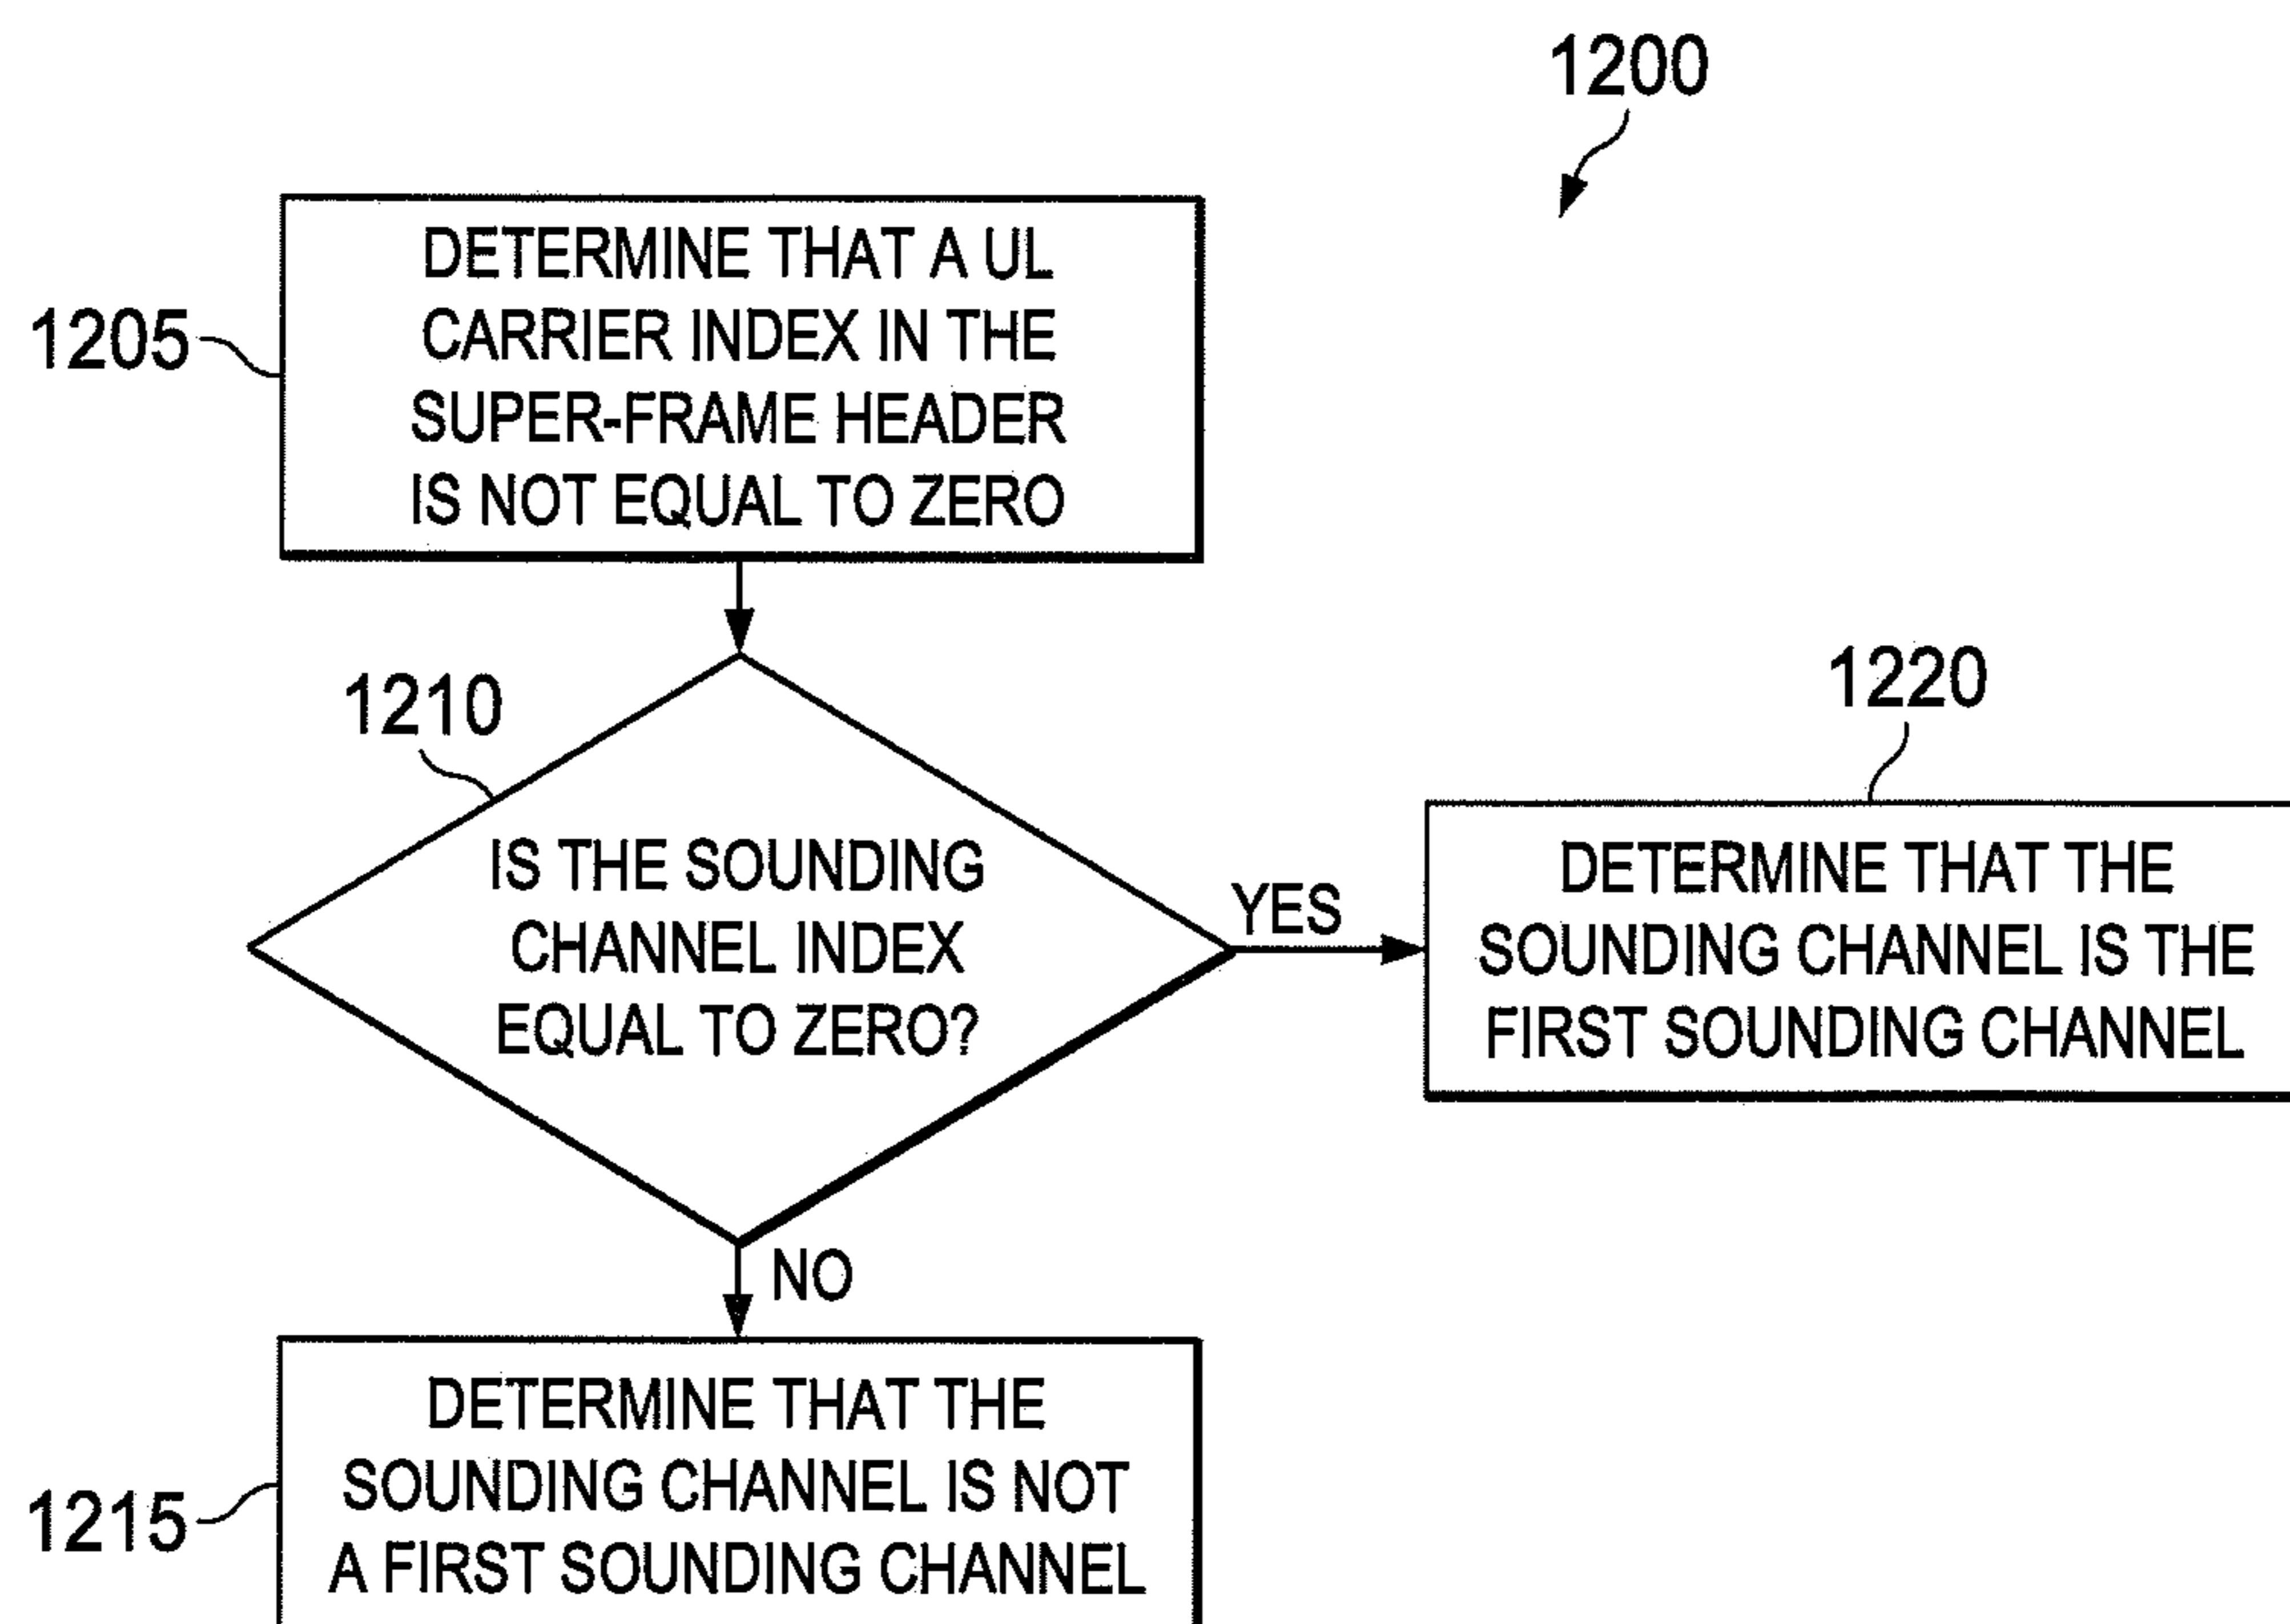 1200
DETERMINE THAT A UL
CARRIER INDEX IN THE
SUPER-FRAME HEADER
IS NOT EQUAL TO ZERO
1205
1210
IS THE SOUNDING
CHANNEL INDEX
EQUAL TO ZERO?
YES
1220
DETERMINE THAT THE
SOUNDING CHANNEL IS THE
FIRST SOUNDING CHANNEL
NO
DETERMINE THAT THE
SOUNDING CHANNEL IS NOT
A FIRST SOUNDING CHANNEL
1215